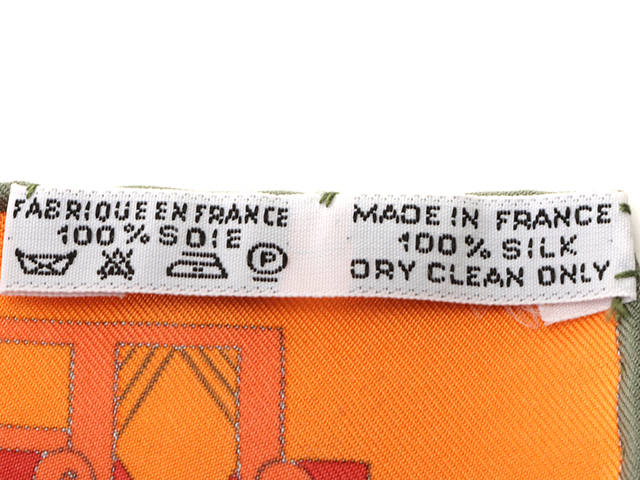 FABRIQUE EN FRANCE
100% SOIE
P
MADE IN FRANCE
100% SILK
DRY CLEAN ONLY